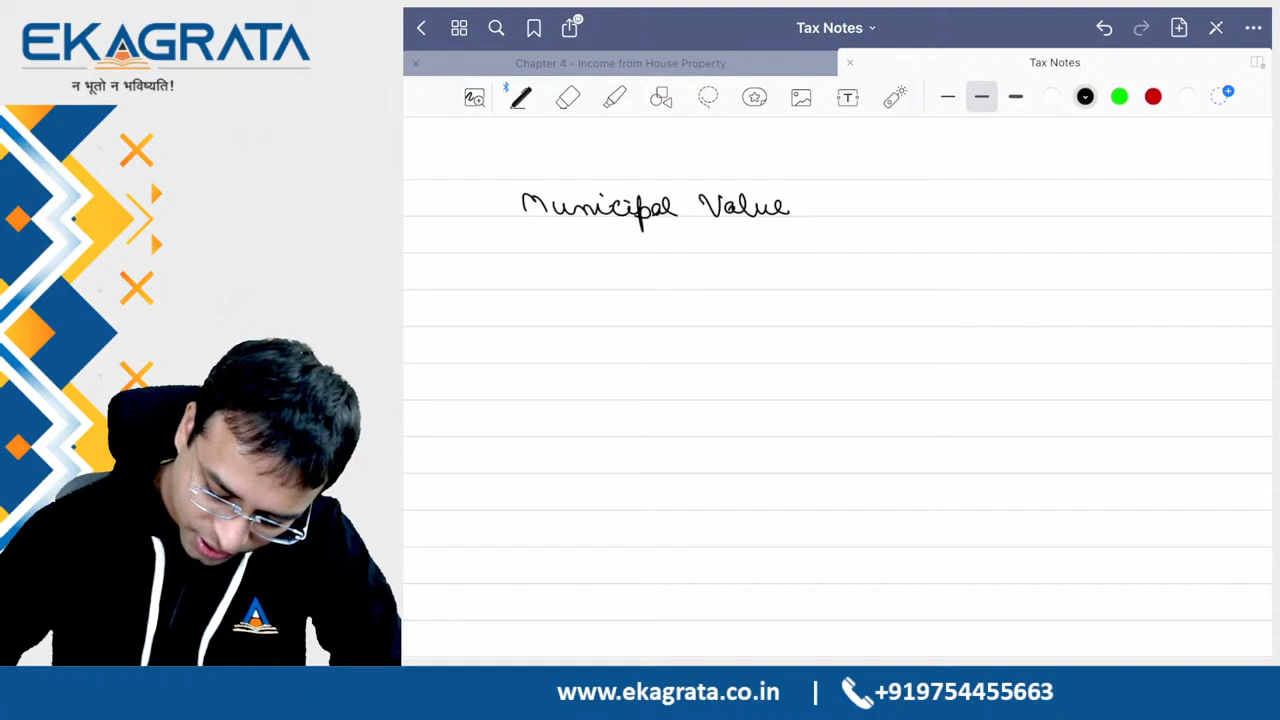 EKAGRATA
न भूतो न भविष्यति!
Tax Notes
Chapter 4 - Income from House Property
Tax Notes
T
Municipal Value
www.ekagrata.co.in | +919754455663